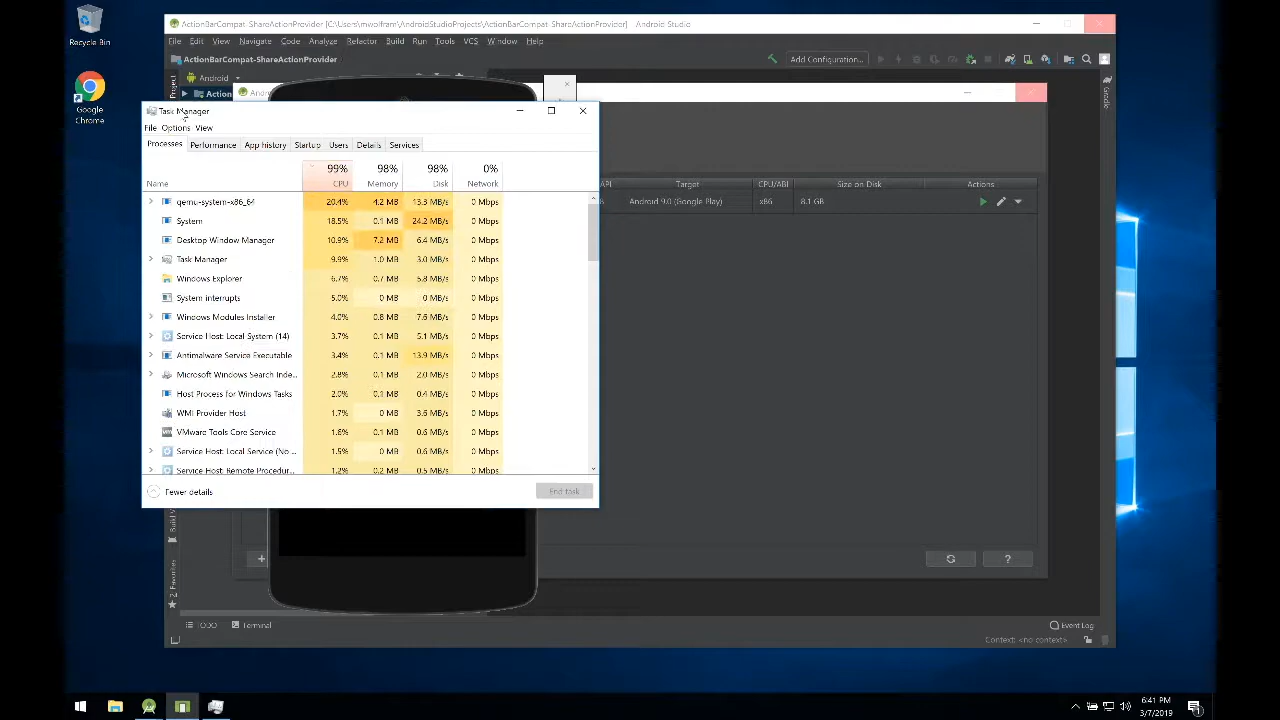 Recycle Bin
Google
Chrome
ActionBarCompat-ShareActionProvider [C:\Users\mwolfram\AndroidStudioProjects\ActionBarCompat-ShareActionProvider] - Android Studio
File Edit View Navigate Code Analyze Refactor Build Run Tools VCS Window Help
ActionBarCompat-ShareActionProvider
Add Configuration...
Android
Project
Gradle
Task Manager
File Options View
Processes Performance App history Startup Users Details Services
99% 98% 98% 0%
Name CPU Memory Disk Network
qemu-system-x86_64 20.4% 4.2 MB 13.3 MB/s 0 Mbps
System 18.5% 0.1 MB 24.2 MB/s 0 Mbps
Desktop Window Manager 10.9% 7.2 MB 6.4 MB/s 0 Mbps
Task Manager 9.9% 1.0 MB 3.0 MB/s 0 Mbps
Windows Explorer 6.7% 0.7 MB 5.8 MB/s 0 Mbps
System interrupts 5.0% 0 MB 0 MB/s 0 Mbps
Windows Modules Installer 4.0% 0.8 MB 7.6 MB/s 0 Mbps
Service Host: Local System (14) 3.7% 0.1 MB 5.1 MB/s 0 Mbps
Antimalware Service Executable 3.4% 0.1 MB 13.9 MB/s 0 Mbps
Microsoft Windows Search Inde... 2.8% 0.1 MB 2.0 MB/s 0 Mbps
Host Process for Windows Tasks 2.0% 0.1 MB 0.4 MB/s 0 Mbps
WMI Provider Host 1.7% 0 MB 3.6 MB/s 0 Mbps
VMware Tools Core Service 1.6% 0.1 MB 0.6 MB/s 0 Mbps
Service Host: Local Service (No ... 1.5% 0 MB 0.6 MB/s 0 Mbps
Service Host: Remote Procedur... 1.2% 0.2 MB 0.5 MB/s 0 Mbps
Fewer details
End task
API Target CPU/ABI Size on Disk Actions
Android 9.0 (Google Play) x86 8.1 GB
2: Favorites
TODO Terminal
Event Log
Context: <no context>
6:41 PM
3/7/2019